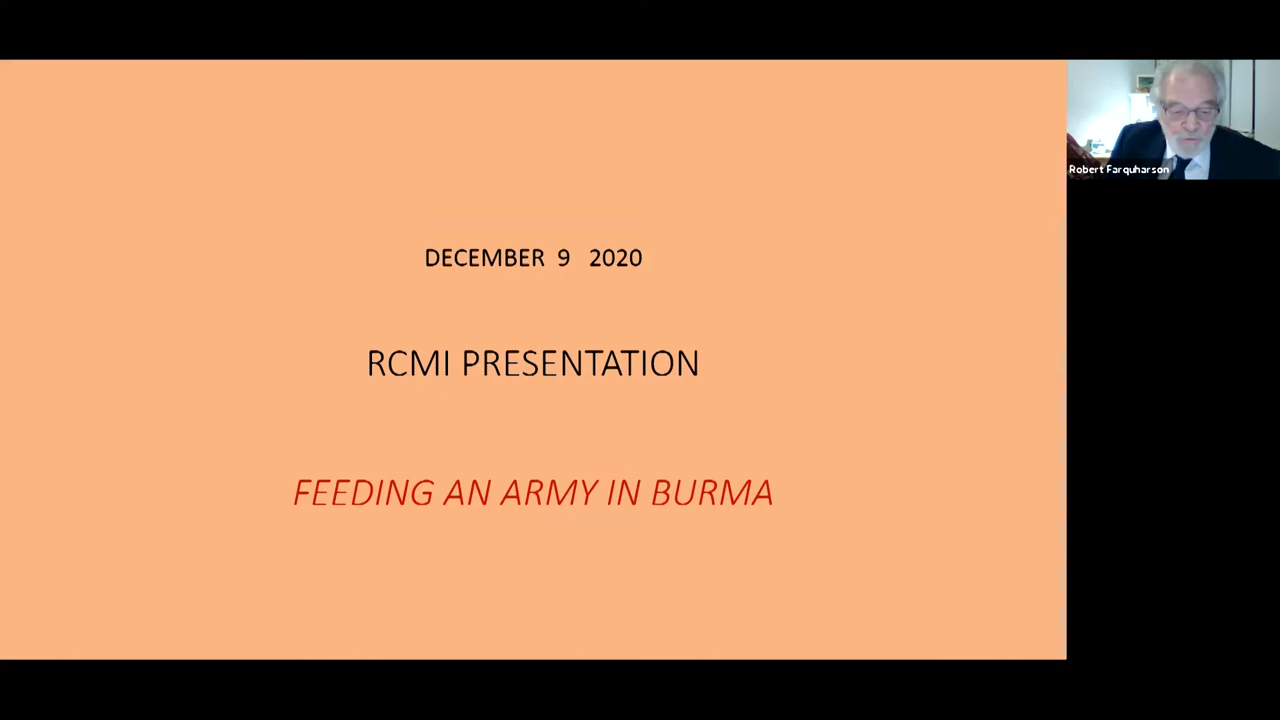 DECEMBER 9 2020
RCMI PRESENTATION
FEEDING AN ARMY IN BURMA
Robert Farquharson